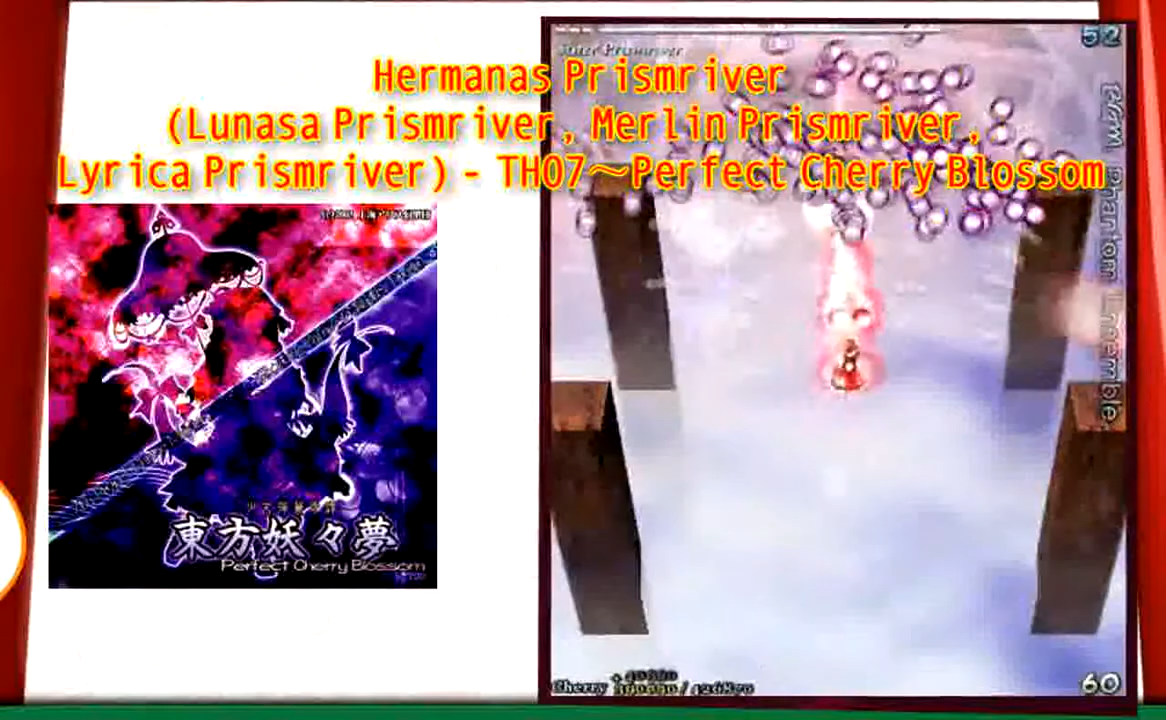 Hermanas Prismriver
(Lunasa Prismriver, Merlin Prismriver,
Lyrica Prismriver) - TH07～Perfect Cherry Blossom
52
Phantom Ensemble
東方妖々夢
Perfect Cherry Blossom
Cherry
60